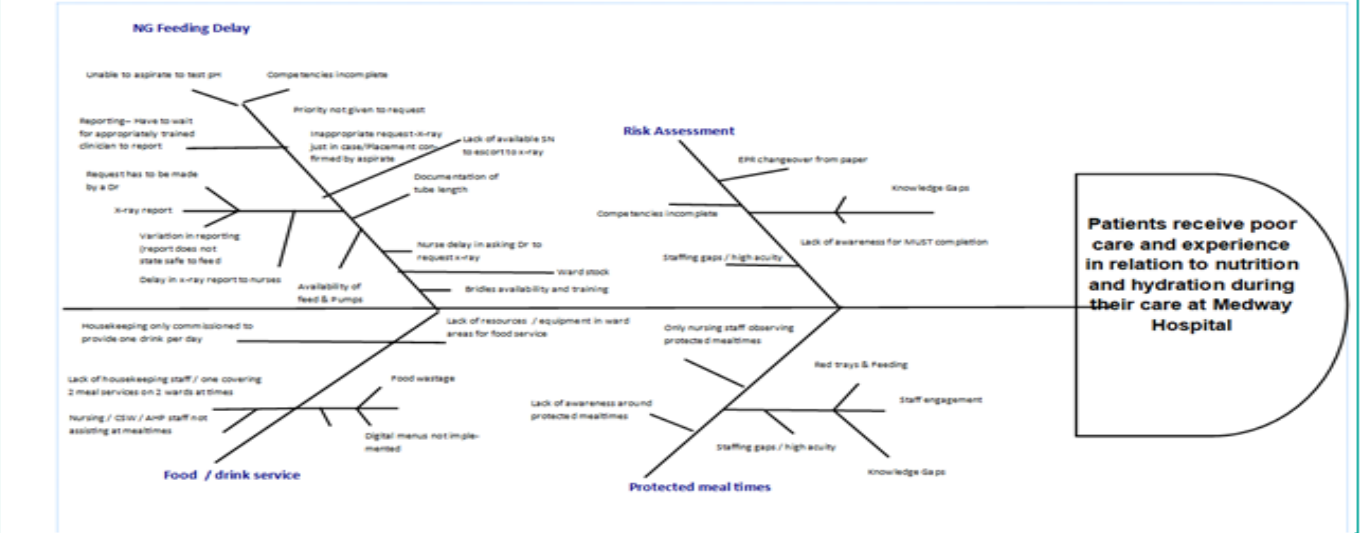 NG Feeding Delay
Unable to aspirate to test pH
Competencies incomplete
Priority not given to request
Reporting– Have to wait
for appropriately trained
clinician to report
Inappropriate request-X-ray
just in case/Placement con-
firmed by aspirate
Lack of available SN
to escort to x-ray
Request has to be made
by a Dr
Documentation of
tube length
X-ray report
Variation in reporting
(report does not
state safe to feed
Nurse delay in asking Dr to
request x-ray
Ward stock
Delay in x-ray report to nurses
Availability of
feed & Pumps
Bridles availability and training
Risk Assessment
EPR changeover from paper
Knowledge Gaps
Competencies incomplete
Lack of awareness for MUST completion
Staffing gaps / high acuity
Patients receive poor
care and experience
in relation to nutrition
and hydration during
their care at Medway
Hospital
Housekeeping only commissioned to
provide one drink per day
Lack of resources / equipment in ward
areas for food service
Lack of housekeeping staff / one covering
2 meal services on 2 wards at times
Food wastage
Nursing / CSW / AHP staff not
assisting at mealtimes
Digital menus not imple-
mented
Food / drink service
Only nursing staff observing
protected mealtimes
Red trays & Feeding
Lack of awareness around
protected mealtimes
Staff engagement
Staffing gaps / high acuity
Knowledge Gaps
Protected meal times